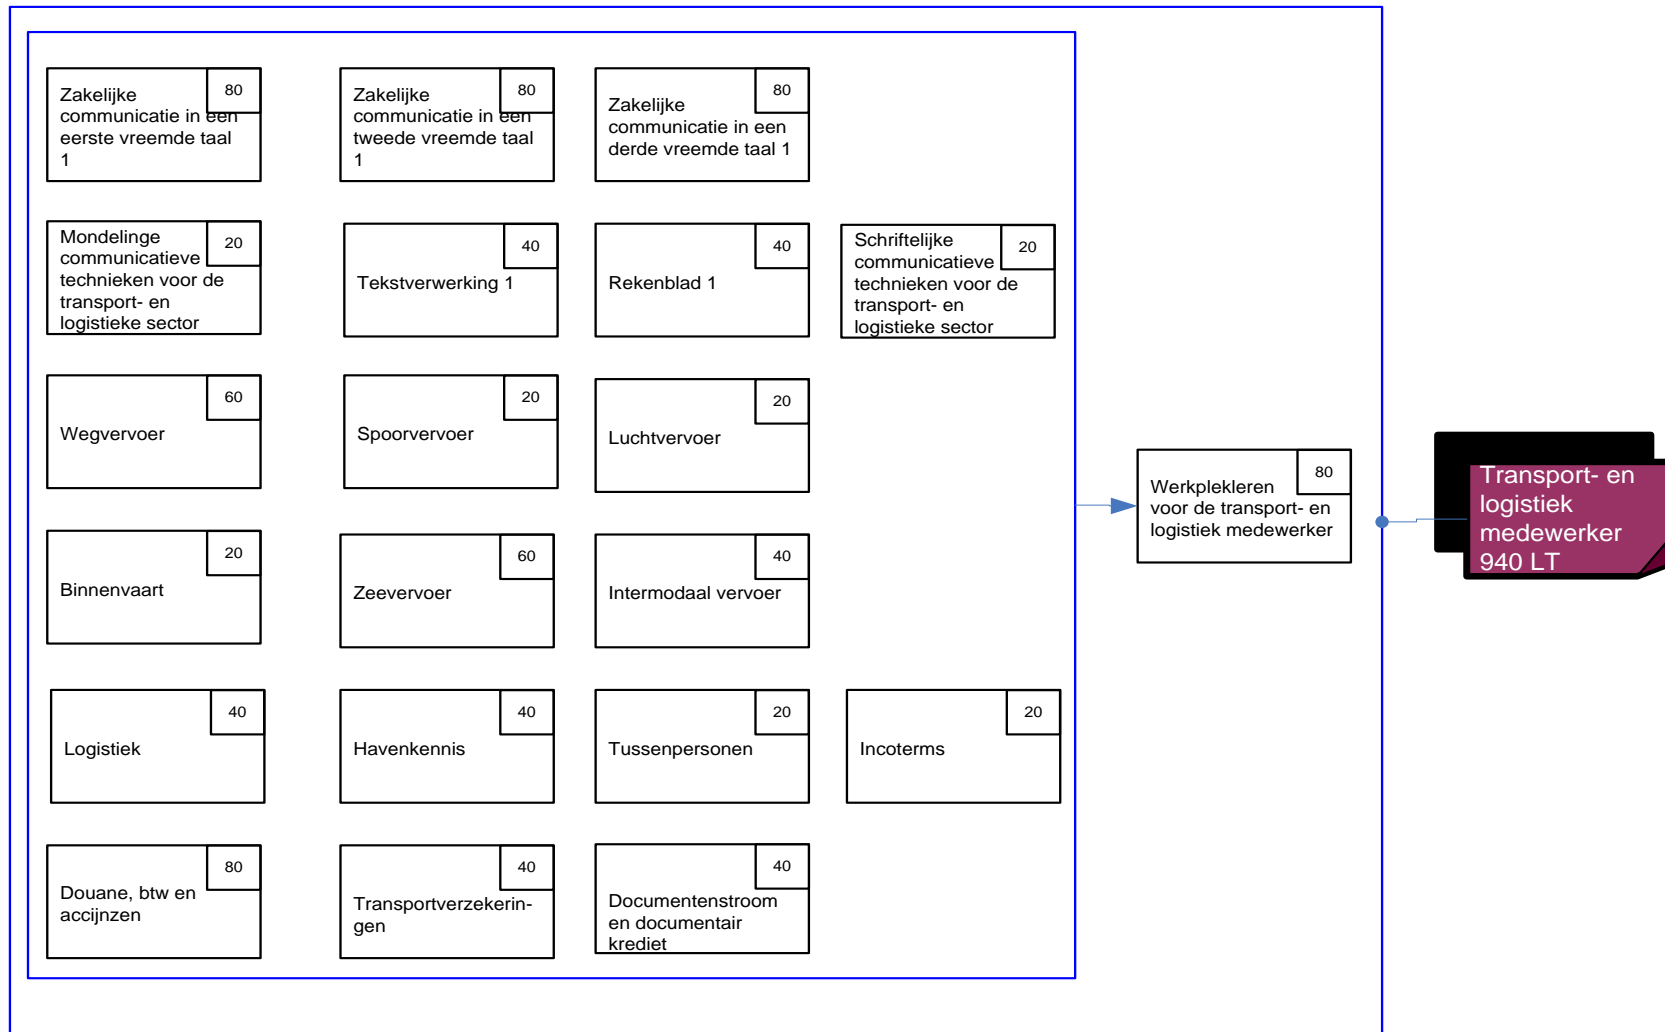 80
Zakelijke
communicatie in een
eerste vreemde taal
1
80
Zakelijke
communicatie in een
tweede vreemde taal
1
80
Zakelijke
communicatie in een
derde vreemde taal 1
20
Mondelinge
communicatieve
technieken voor de
transport- en
logistieke sector
40
Tekstverwerking 1
40
Rekenblad 1
20
Schriftelijke
communicatieve
technieken voor de
transport- en
logistieke sector
60
Wegvervoer
20
Spoorvervoer
20
Luchtvervoer
80
Werkplekleren
voor de transport- en
logistiek medewerker
Transport- en
logistiek
medewerker
940 LT
20
Binnenvaart
60
Zeevervoer
40
Intermodaal vervoer
40
Logistiek
40
Havenkennis
20
Tussenpersonen
20
Incoterms
80
Douane, btw en
accijnzen
40
Transportverzekerin-
gen
40
Documentenstroom
en documentair
krediet